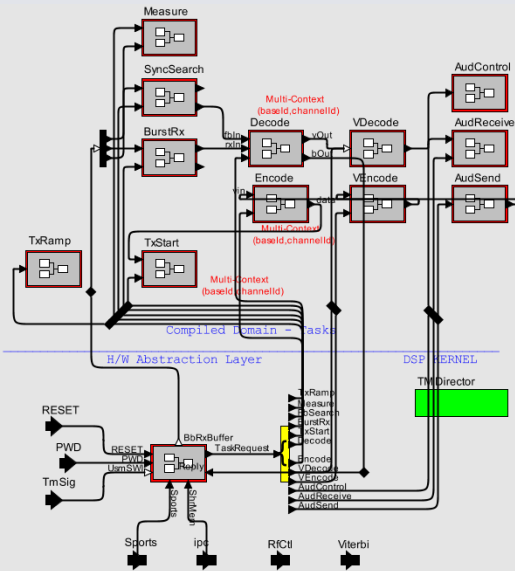 Measure
SyncSearch
AudControl
Multi-Context
(baseId,channelId)
BurstRx
fbIn
rxIn
Decode
vOut
bOut
VDecode
AudReceive
Encode
vin
data
VEncode
AudSend
Multi-Context
(baseId,channelId)
TxRamp
TxStart
Multi-Context
(baseId,channelId)
Compiled Domain - Tasks
H/W Abstraction Layer
DSP KERNEL
TMDirector
TxRamp
Measure
FbSearch
BurstRx
TxStart
Decode
Encode
VDecode
VEncode
AudControl
AudReceive
AudSend
RESET
PWD
TmSig
BbRxBuffer
RESET
PWD
UsmSWi
Reply
TaskRequest
{
Sports
ShrMem
Sports
ipc
RfCtl
Viterbi